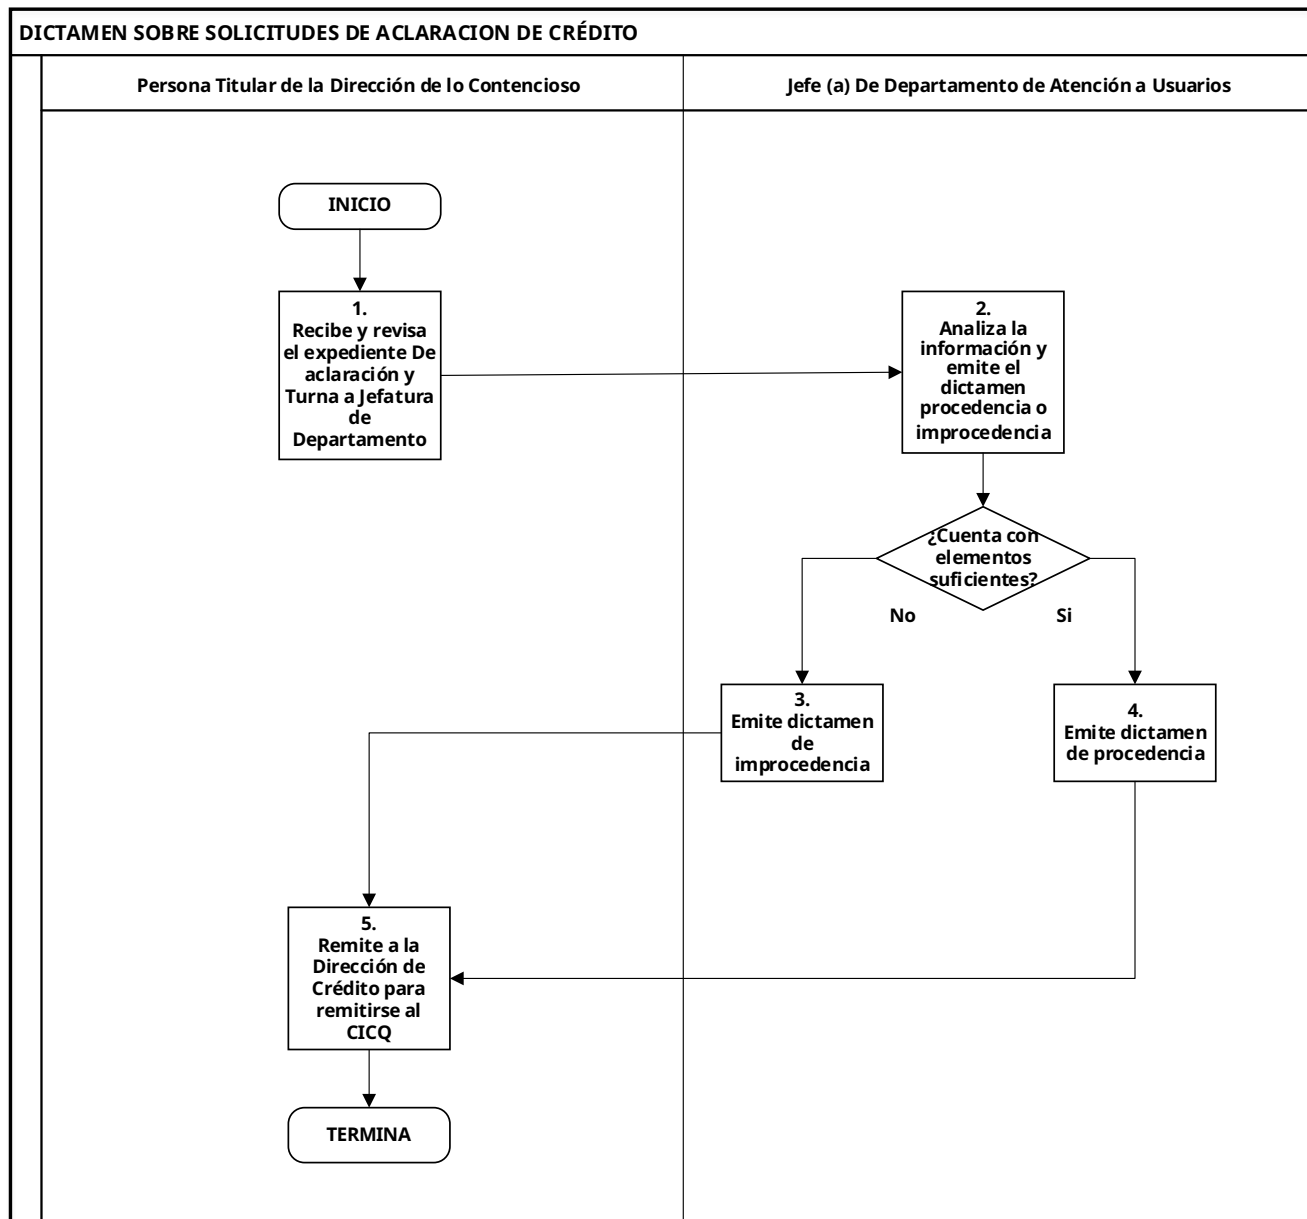 DICTAMEN SOBRE SOLICITUDES DE ACLARACION DE CRÉDITO
Persona Titular de la Dirección de lo Contencioso
Jefe (a) De Departamento de Atención a Usuarios
INICIO
1.
Recibe y revisa
el expediente De
aclaración y
Turna a Jefatura
de
Departamento
2.
Analiza la
información y
emite el
dictamen
procedencia o
improcedencia
¿Cuenta con
elementos
suficientes?
No
Si
3.
Emite dictamen
de
improcedencia
4.
Emite dictamen
de procedencia
5.
Remite a la
Dirección de
Crédito para
remitirse al
CICQ
TERMINA